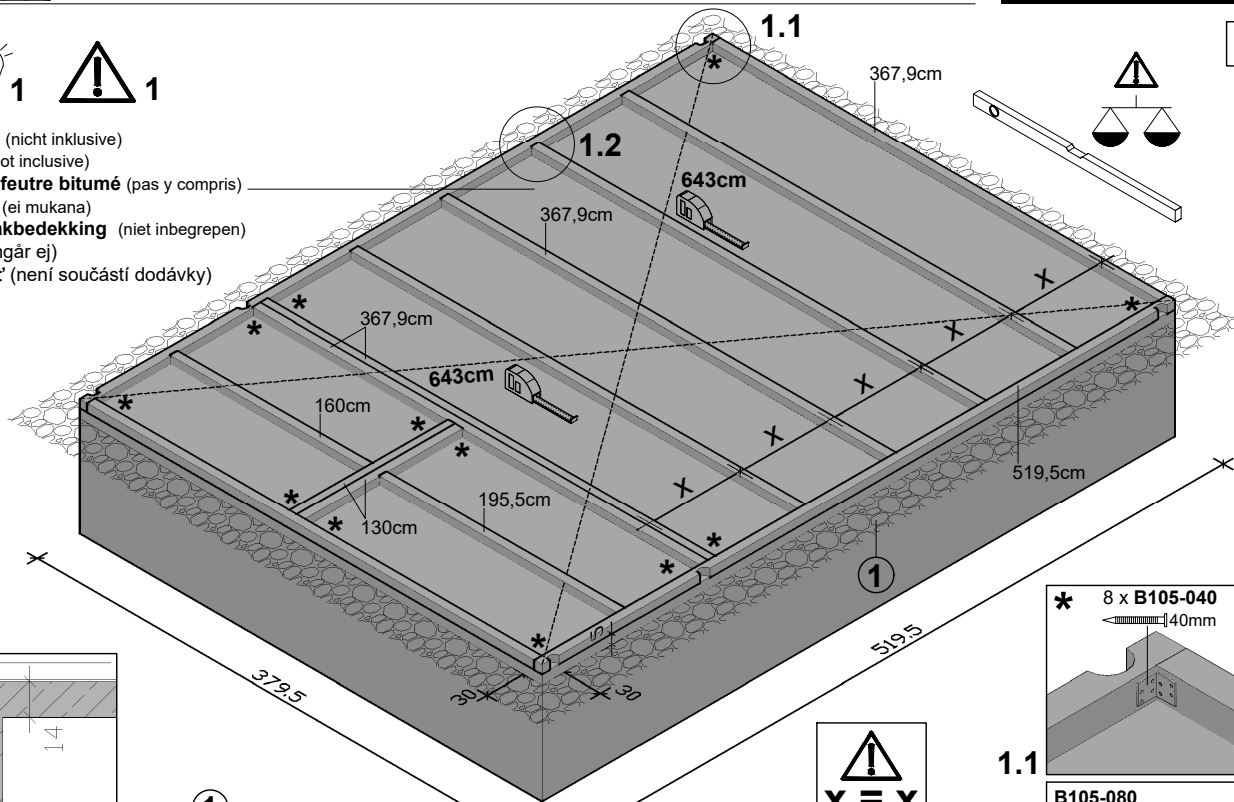 1.1
1
1
367,9cm
(nicht inklusive)
ot inclusive)
feutre bitumé (pas y compris)
(ei mukana)
akbedekking (niet inbegrepen)
ngår ej)
(není součástí dodávky)
1.2
643cm
367,9cm
X
X
367,9cm
643cm
X
160cm
X
519,5cm
X
195,5cm
130cm
1
5
30
30
379.5
519.5
* 8 x B105-040
40mm
1.1
14
1
X = X
B105-080